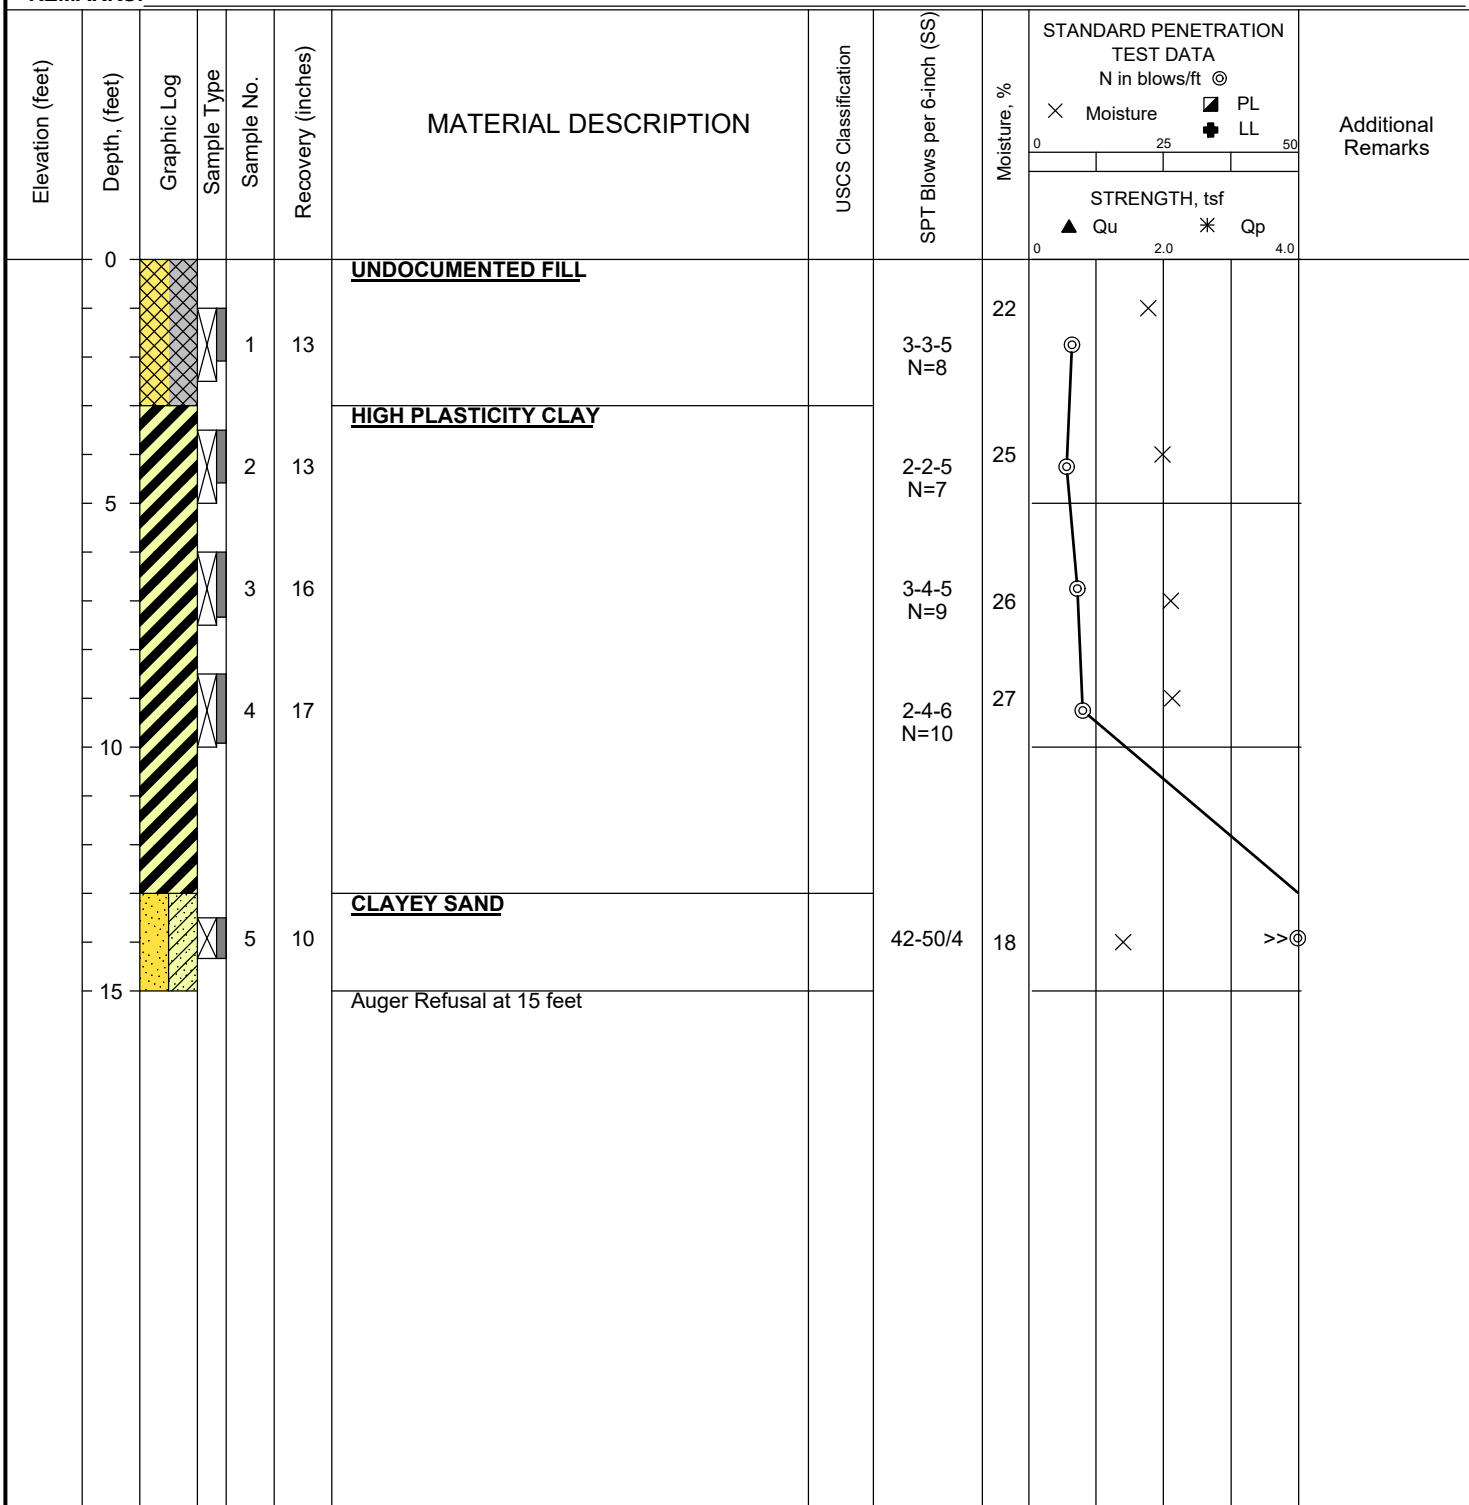 Elevation (feet)
Depth, (feet)
Graphic Log
Sample Type
Sample No.
Recovery (inches)
MATERIAL DESCRIPTION
USCS Classification
SPT Blows per 6-inch (SS)
Moisture, %
STANDARD PENETRATION
TEST DATA
N in blows/ft
Moisture
PL
LL
0 25 50
STRENGTH, tsf
Qu Qp
0 2.0 4.0
Additional
Remarks
0
UNDOCUMENTED FILL
22
1 13 3-3-5
N=8
HIGH PLASTICITY CLAY
25
2 13 2-2-5
N=7
5
3 16 3-4-5
N=9
26
27
4 17 2-4-6
N=10
10
CLAYEY SAND
5 10 42-50/4 18 >>
15
Auger Refusal at 15 feet